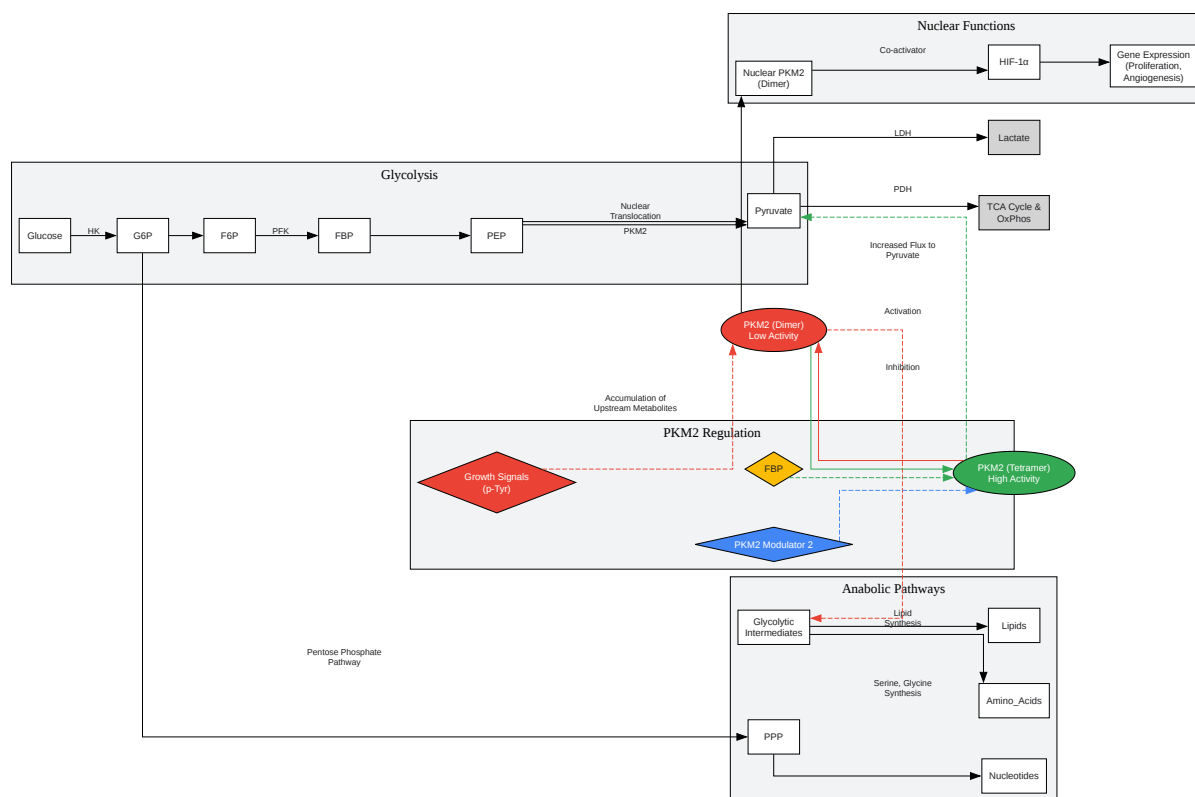 Nuclear Functions
Co-activator
Nuclear PKM2
(Dimer)
HIF-1α
Gene Expression
(Proliferation,
Angiogenesis)
LDH
Lactate
Glycolysis
PDH
Nuclear
Translocation
Pyruvate
TCA Cycle &
OxPhos
Glucose
HK
G6P
F6P
PFK
FBP
PEP
PKM2
Increased Flux to
Pyruvate
Activation
PKM2 (Dimer)
Low Activity
Inhibition
Accumulation of
Upstream Metabolites
PKM2 Regulation
Growth Signals
(p-Tyr)
FBP
PKM2 (Tetramer)
High Activity
PKM2 Modulator 2
Anabolic Pathways
Glycolytic
Intermediates
Lipid
Synthesis
Lipids
Pentose Phosphate
Pathway
Serine, Glycine
Synthesis
Amino_Acids
PPP
Nucleotides